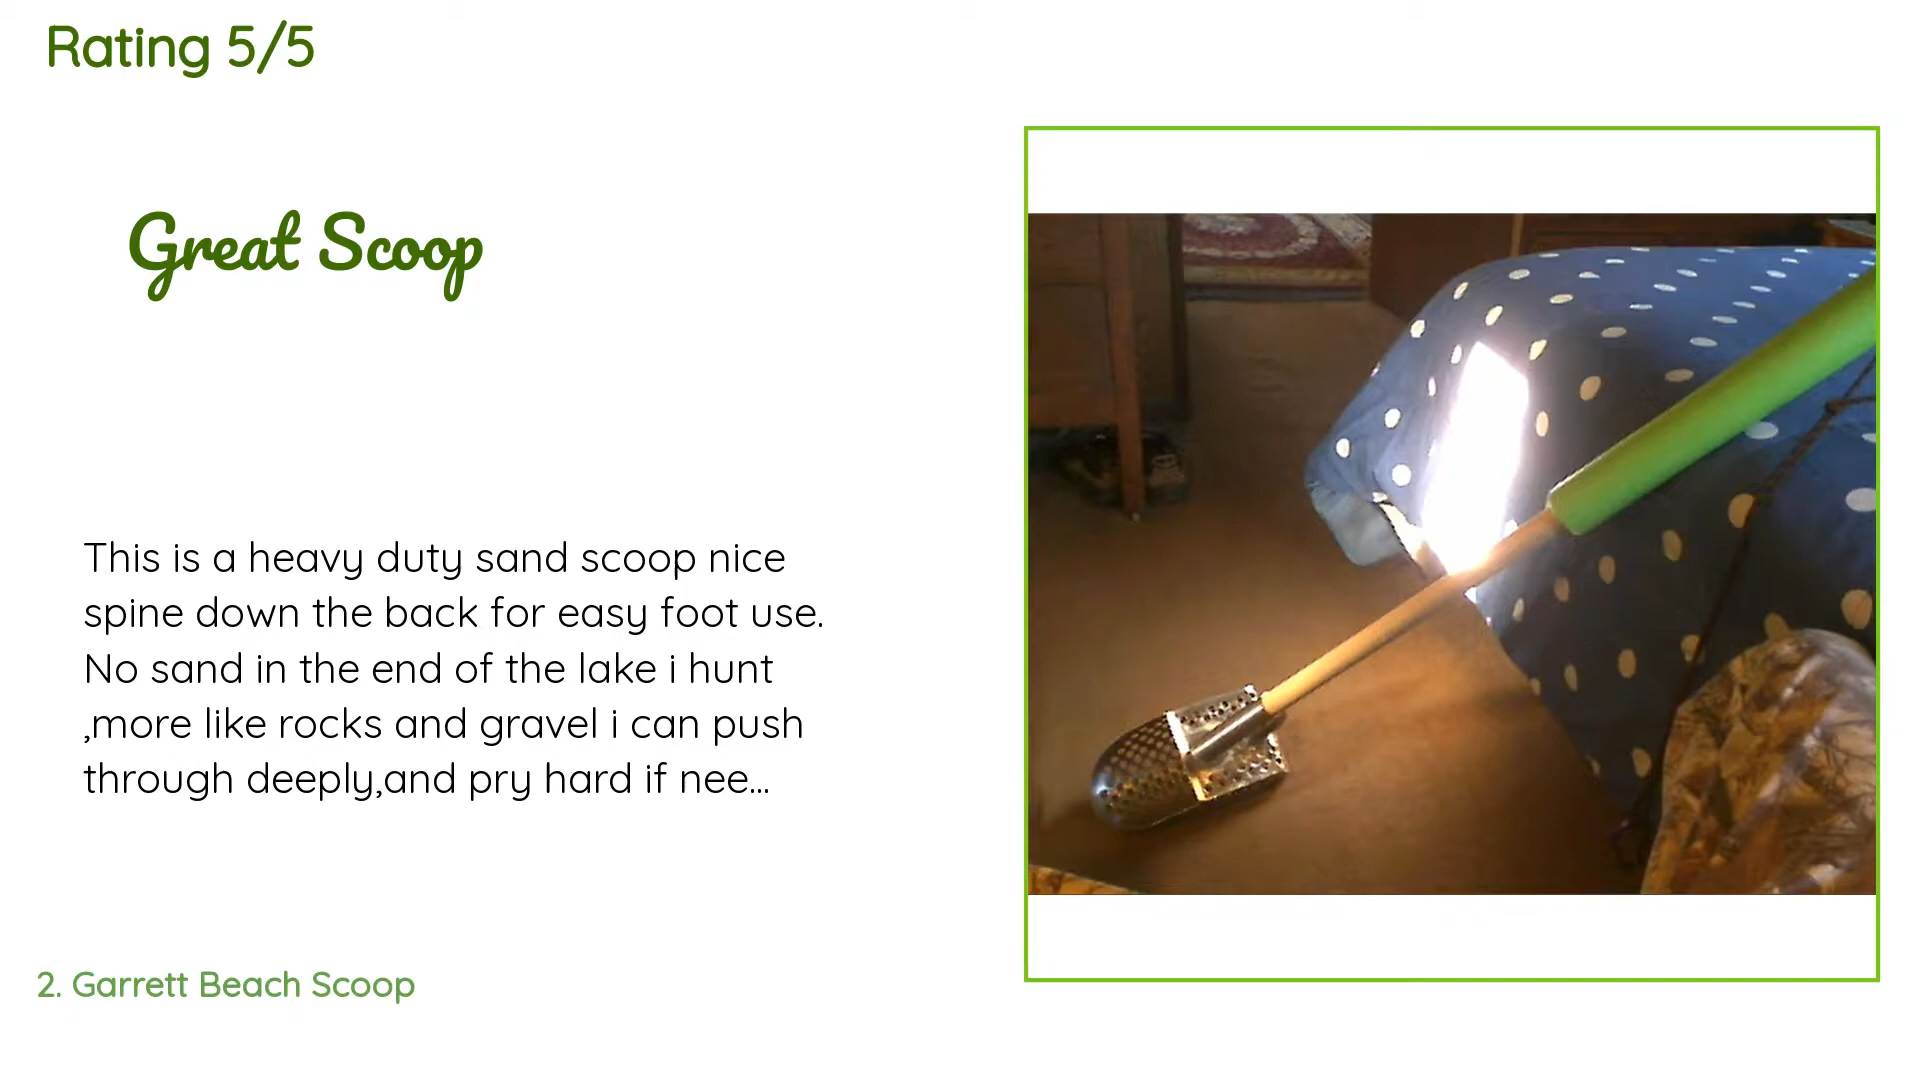 Rating 5/5
Great Scoop
This is a heavy duty sand scoop nice
spine down the back for easy foot use.
No sand in the end of the lake i hunt
,more like rocks and gravel i can push
through deeply,and pry hard if nee...
2. Garrett Beach Scoop